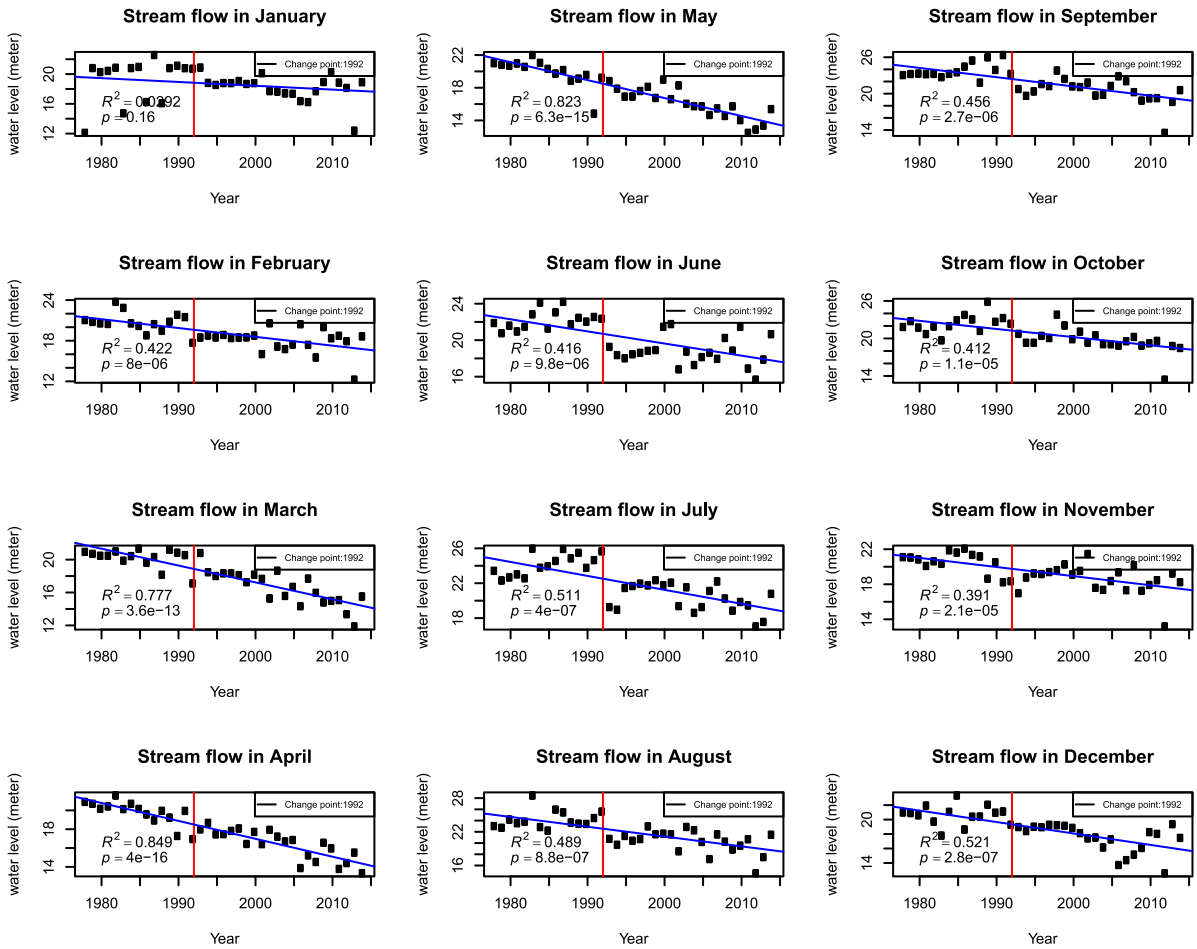 Stream flow in January
water level (meter)
20
16
12
Change point:1992
R² = 0.0292
p = 0.16
1980 1990 2000 2010
Year
Stream flow in May
water level (meter)
22
18
14
Change point:1992
R² = 0.823
p = 6.3e−15
1980 1990 2000 2010
Year
Stream flow in September
water level (meter)
26
20
14
Change point:1992
R² = 0.456
p = 2.7e−06
1980 1990 2000 2010
Year
Stream flow in February
water level (meter)
24
18
12
Change point:1992
R² = 0.422
p = 8e−06
1980 1990 2000 2010
Year
Stream flow in June
water level (meter)
24
20
16
Change point:1992
R² = 0.416
p = 9.8e−06
1980 1990 2000 2010
Year
Stream flow in October
water level (meter)
26
20
14
Change point:1992
R² = 0.412
p = 1.1e−05
1980 1990 2000 2010
Year
Stream flow in March
water level (meter)
20
16
12
Change point:1992
R² = 0.777
p = 3.6e−13
1980 1990 2000 2010
Year
Stream flow in July
water level (meter)
26
22
18
Change point:1992
R² = 0.511
p = 4e−07
1980 1990 2000 2010
Year
Stream flow in November
water level (meter)
22
18
14
Change point:1992
R² = 0.391
p = 2.1e−05
1980 1990 2000 2010
Year
Stream flow in April
water level (meter)
18
14
Change point:1992
R² = 0.849
p = 4e−16
1980 1990 2000 2010
Year
Stream flow in August
water level (meter)
28
22
16
Change point:1992
R² = 0.489
p = 8.8e−07
1980 1990 2000 2010
Year
Stream flow in December
water level (meter)
20
14
Change point:1992
R² = 0.521
p = 2.8e−07
1980 1990 2000 2010
Year